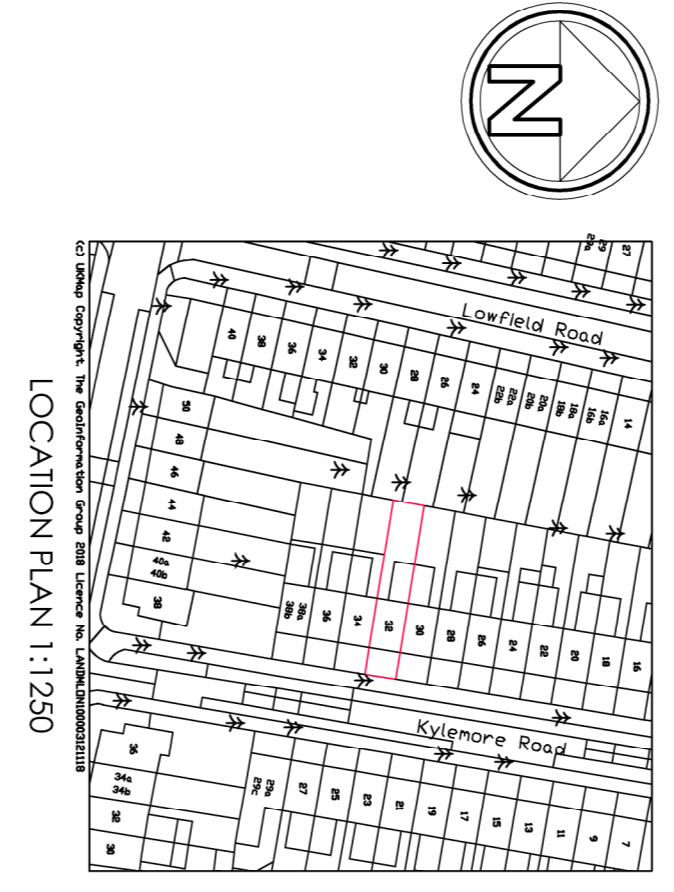 N
27
29
29a
Lowfield Road
40
38
36
34
32
30
28
26
24
22a
22b
20a
20b
18a
18b
16a
16b
14
50
48
46
44
42
40a
40b
38
38a
38b
36
34
32
30
28
26
24
22
20
18
16
Kylemore Road
36
34a
34b
32
30
29a
29c
27
25
23
21
19
17
15
13
11
9
7
(c) UKMap Copyright. The GeoInformation Group 2018 Licence No. LANDMLON100003121118
LOCATION PLAN 1:1250